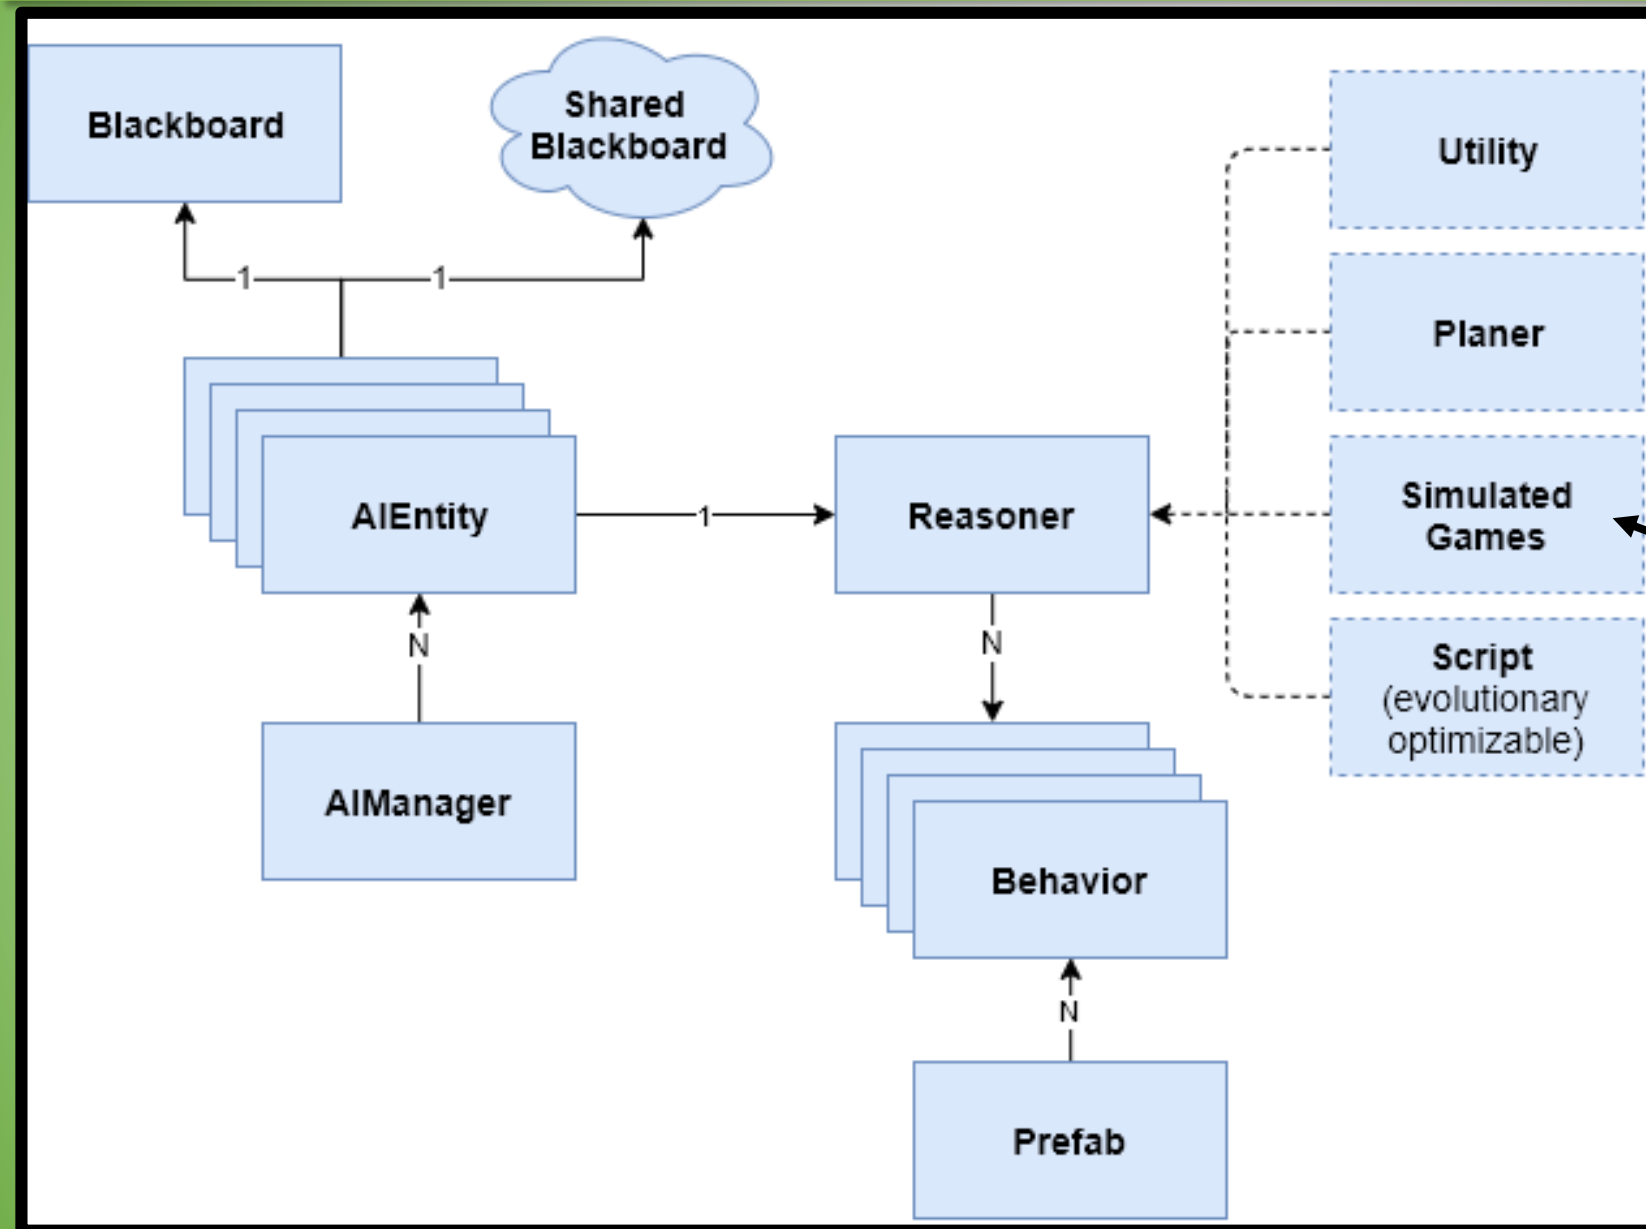 Blackboard
Shared
Blackboard
Utility
1
1
Planer
AIEntity
1
Reasoner
Simulated
Games
N
N
Script
(evolutionary
optimizable)
AIManager
Behavior
N
Prefab